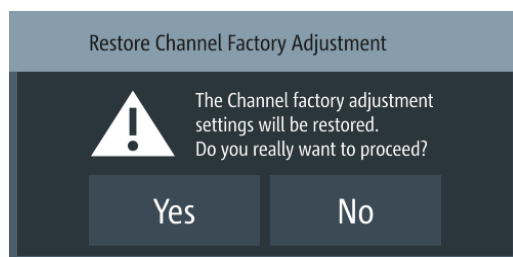 Restore Channel Factory Adjustment
The Channel factory adjustment
settings will be restored.
Do you really want to proceed?
Yes
No